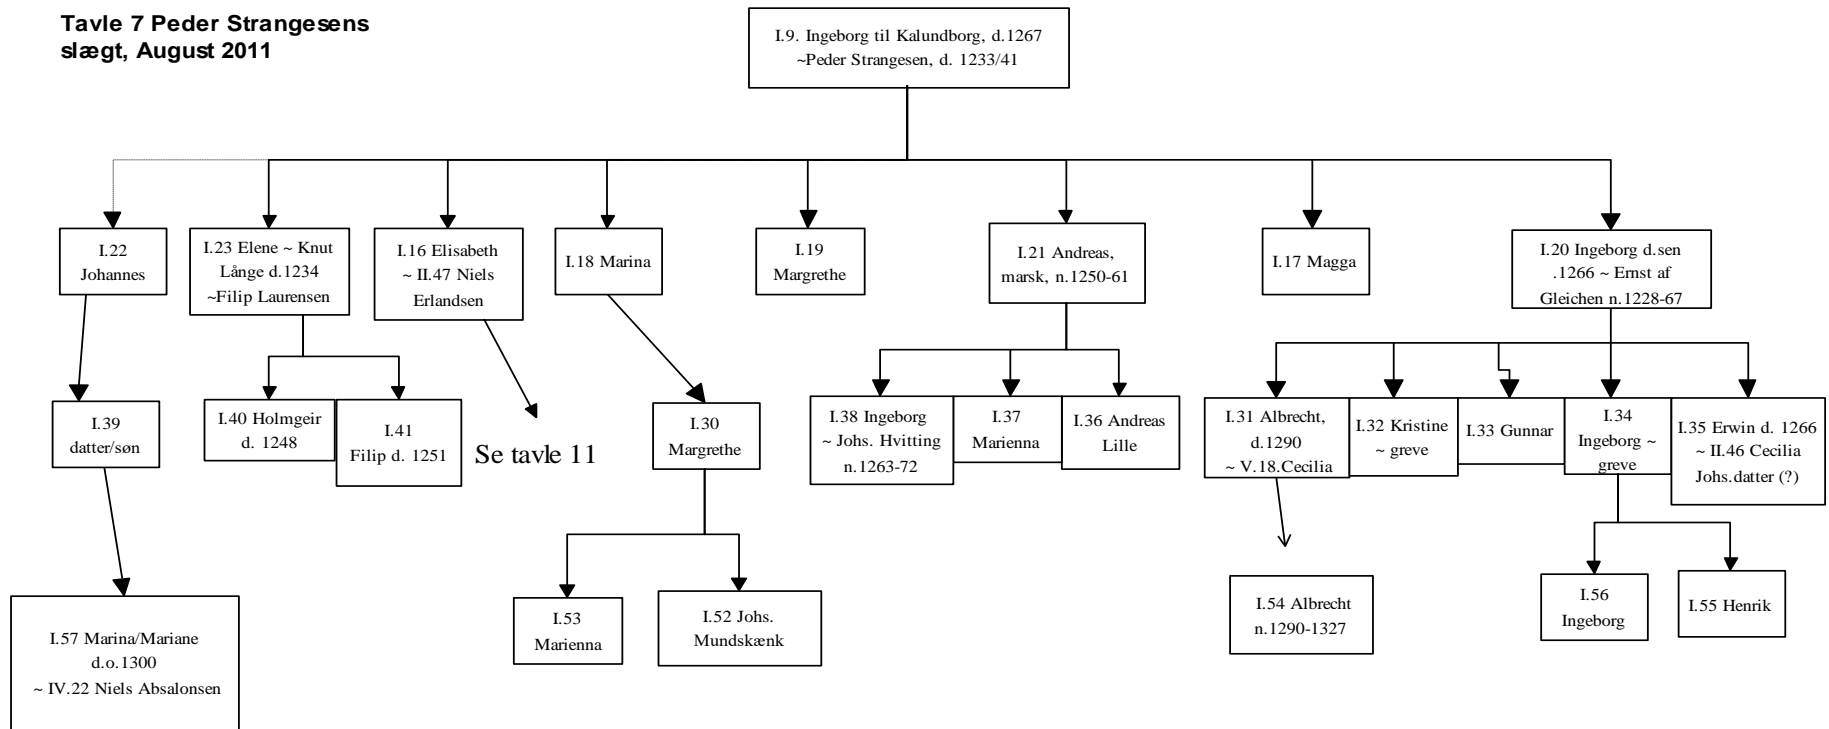 Tavle 7 Peder Strangesens
slægt, August 2011
I.9. Ingeborg til Kalundborg, d.1267
~Peder Strangesen, d. 1233/41
I.22
Johannes
I.23 Elene ~ Knut
Långe d.1234
~Filip Laurensen
I.16 Elisabeth
~ II.47 Niels
Erlandsen
I.18 Marina
I.19
Margrethe
I.21 Andreas,
marsk, n.1250-61
I.17 Magga
I.20 Ingeborg d.sen
.1266 ~ Ernst af
Gleichen n.1228-67
I.39
datter/søn
I.40 Holmgeir
d. 1248
I.41
Filip d. 1251
Se tavle 11
I.30
Margrethe
I.38 Ingeborg
~ Johs. Hvitting
n.1263-72
I.37
Marienna
I.36 Andreas
Lille
I.31 Albrecht,
d.1290
~ V.18.Cecilia
I.32 Kristine
~ greve
I.33 Gunnar
I.34
Ingeborg ~
greve
I.35 Erwin d. 1266
~ II.46 Cecilia
Johs.datter (?)
I.57 Marina/Mariane
d.o.1300
~ IV.22 Niels Absalonsen
I.53
Marienna
I.52 Johs.
Mundskænk
I.54 Albrecht
n.1290-1327
I.56
Ingeborg
I.55 Henrik